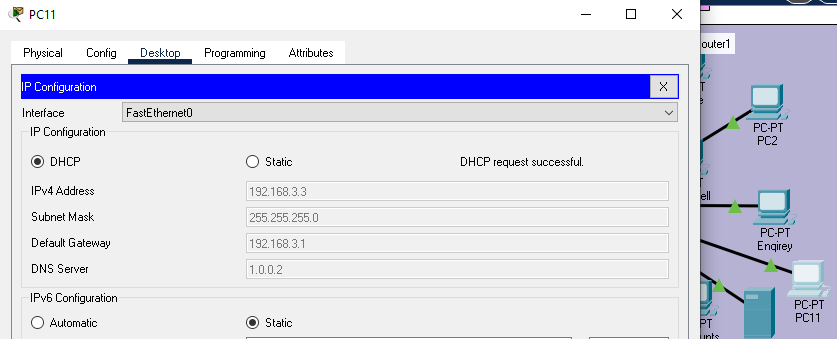 PC11
Physical Config Desktop Programming Attributes
IP Configuration X
Interface FastEthernet0
IP Configuration
DHCP Static DHCP request successful.
IPv4 Address 192.168.3.3
Subnet Mask 255.255.255.0
Default Gateway 192.168.3.1
DNS Server 1.0.0.2
IPv6 Configuration
Automatic Static
outer1
PC-PT
PC2
ell
PC-PT
Enqirey
PC-PT
PC11
PT
unts